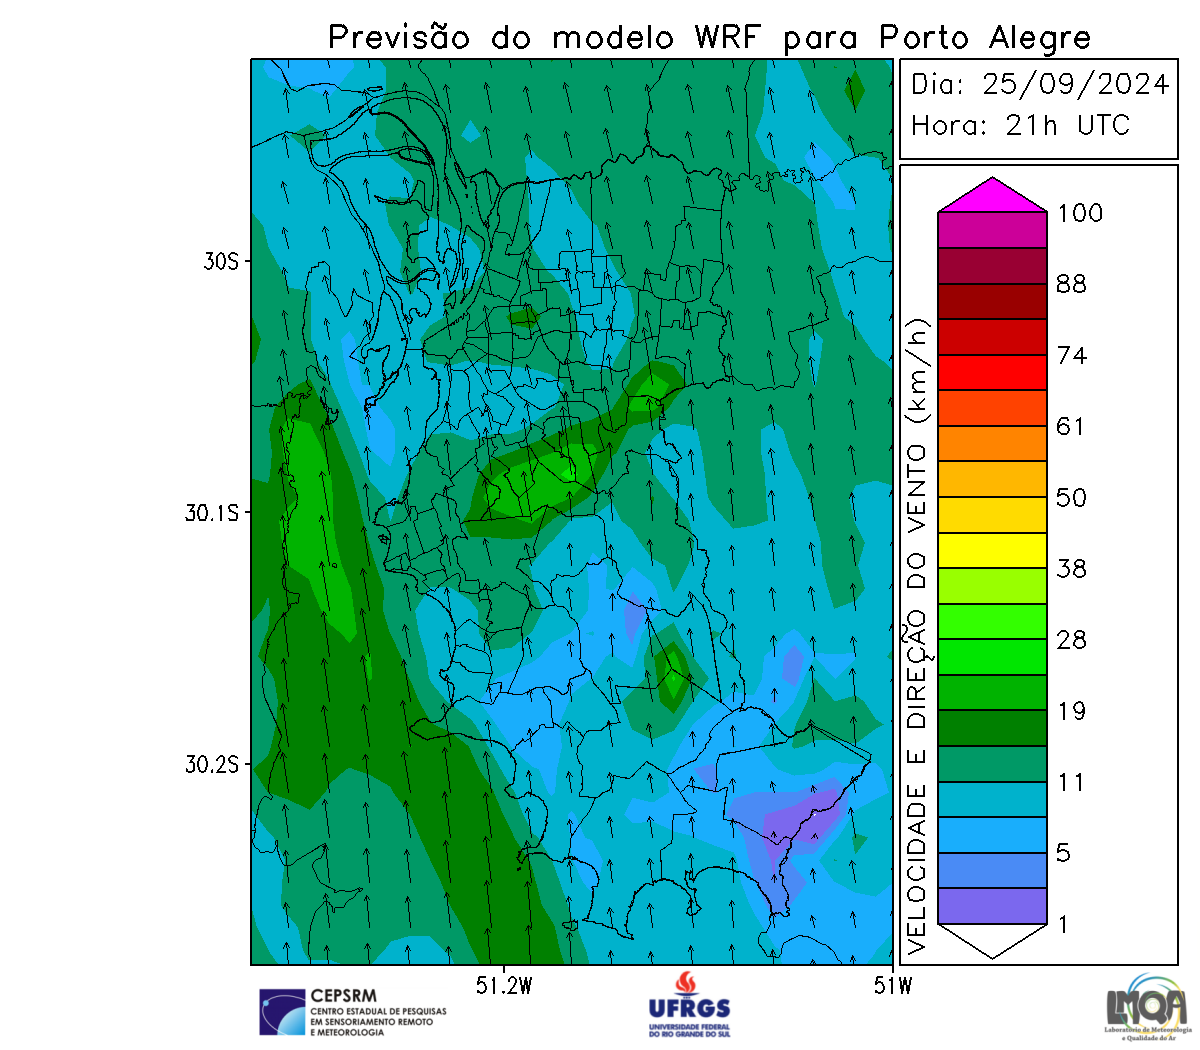 Previsão do modelo WRF para Porto Alegre
Dia: 25/09/2024
Hora: 21h UTC
100
88
74
61
50
38
28
19
11
5
1
VELOCIDADE E DIREÇÃO DO VENTO (km/h)
30S
30.1S
30.2S
51.2W
51W
CEPSRM
CENTRO ESTADUAL DE PESQUISAS
EM SENSORIAMENTO REMOTO
E METEOROLOGIA
UFRGS
UNIVERSIDADE FEDERAL
DO RIO GRANDE DO SUL
LMQA
Laboratório de Meteorologia
e Qualidade do Ar